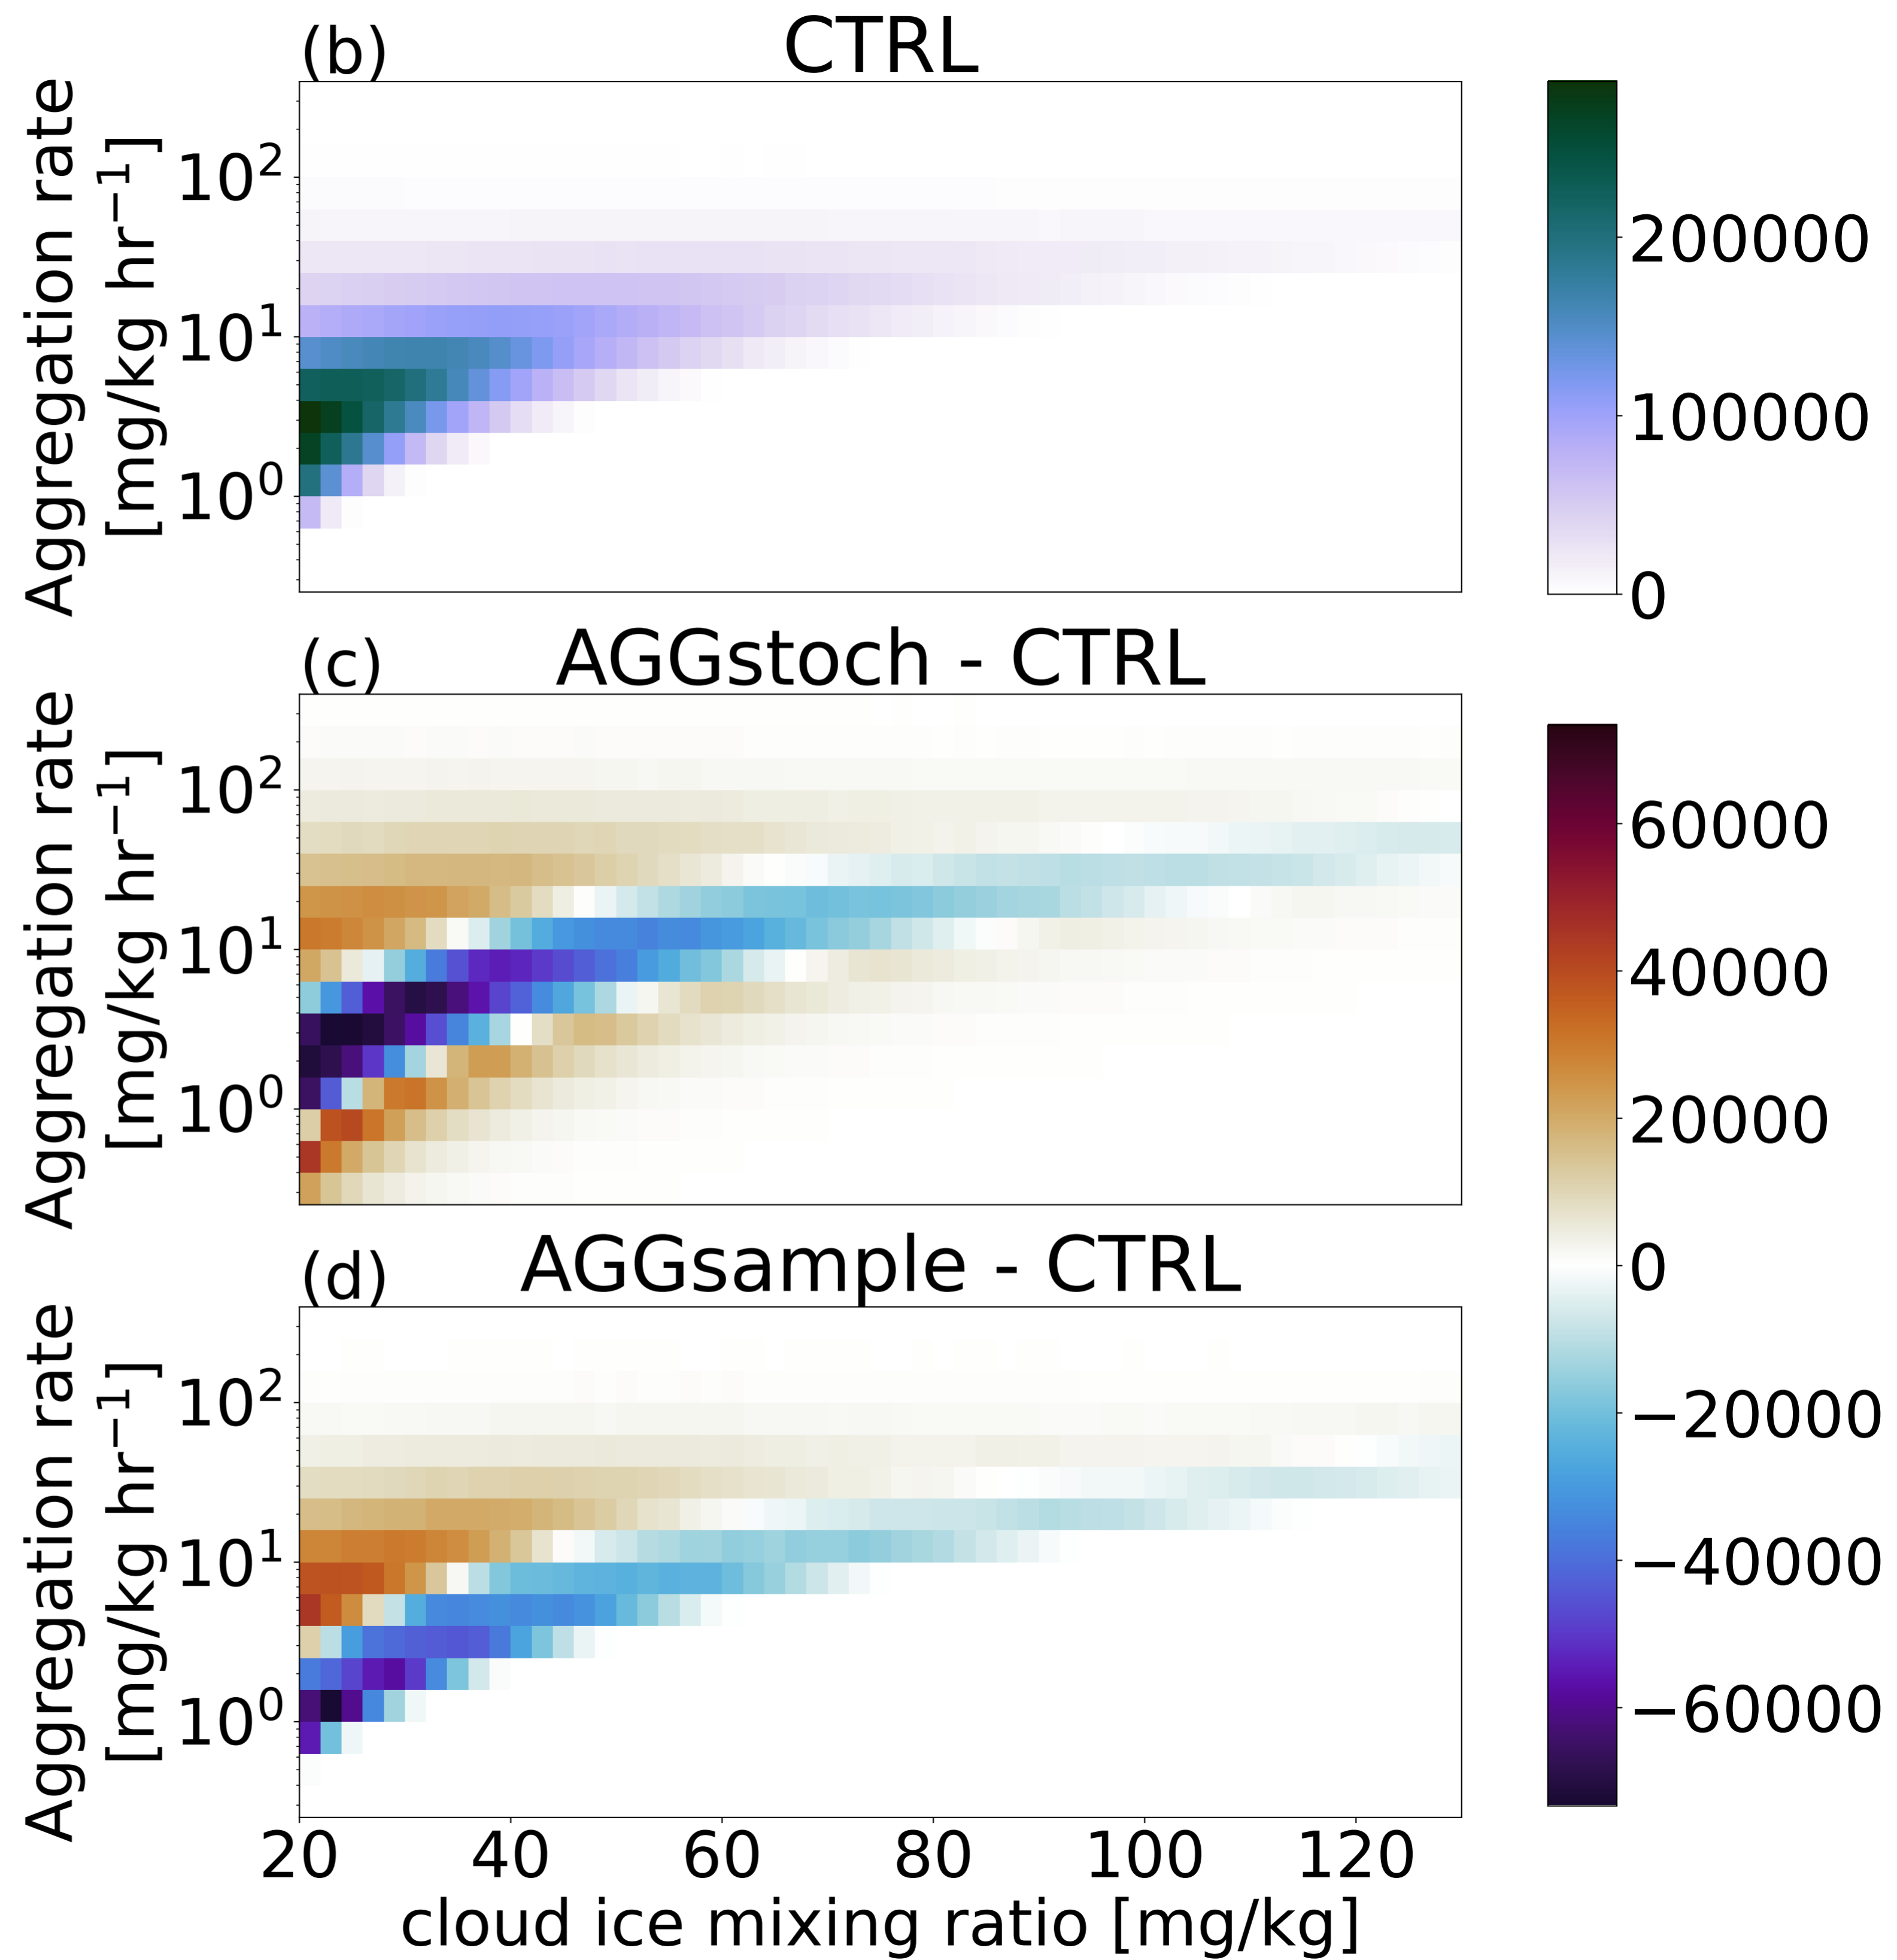 (b) CTRL
Aggregation rate
[mg/kg hr⁻¹]
10²
10¹
10⁰
200000
100000
0
(c) AGGstoch - CTRL
Aggregation rate
[mg/kg hr⁻¹]
10²
10¹
10⁰
(d) AGGsample - CTRL
Aggregation rate
[mg/kg hr⁻¹]
10²
10¹
10⁰
60000
40000
20000
0
−20000
−40000
−60000
20 40 60 80 100 120
cloud ice mixing ratio [mg/kg]